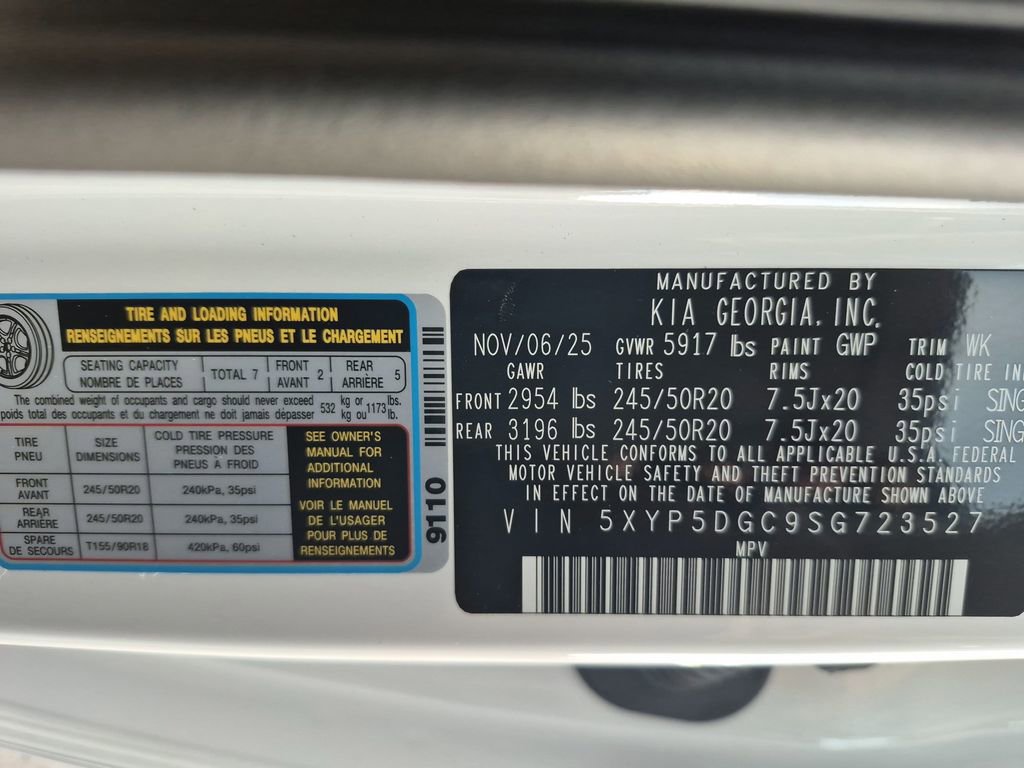 TIRE AND LOADING INFORMATION
RENSEIGNEMENTS SUR LES PNEUS ET LE CHARGEMENT
SEATING CAPACITY
NOMBRE DE PLACES
TOTAL 7
FRONT
AVANT 2
REAR
ARRIÈRE 5
The combined weight of occupants and cargo should never exceed 532 kg or 1173 lb.
poids total des occupants et du chargement ne doit jamais dépasser kg ou lb.
TIRE
PNEU
SIZE
DIMENSIONS
COLD TIRE PRESSURE
PRESSION DES
PNEUS A FROID
FRONT
AVANT
245/50R20
240kPa, 35psi
REAR
ARRIÈRE
245/50R20
240kPa, 35psi
SPARE
DE SECOURS
T155/90R18
420kPa, 60psi
SEE OWNER'S
MANUAL FOR
ADDITIONAL
INFORMATION
VOIR LE MANUEL
DE L'USAGER
POUR PLUS DE
RENSEIGNEMENTS
9110
MANUFACTURED BY
KIA GEORGIA, INC.
NOV/06/25 GVWR 5917 lbs PAINT GWP TRIM WK
GAWR TIRES RIMS COLD TIRE IN
FRONT 2954 lbs 245/50R20 7.5Jx20 35psi SING
REAR 3196 lbs 245/50R20 7.5Jx20 35psi SING
THIS VEHICLE CONFORMS TO ALL APPLICABLE U.S.A. FEDERAL
MOTOR VEHICLE SAFETY AND THEFT PREVENTION STANDARDS
IN EFFECT ON THE DATE OF MANUFACTURE SHOWN ABOVE
VIN 5XYP5DGC9SG723527
MPV